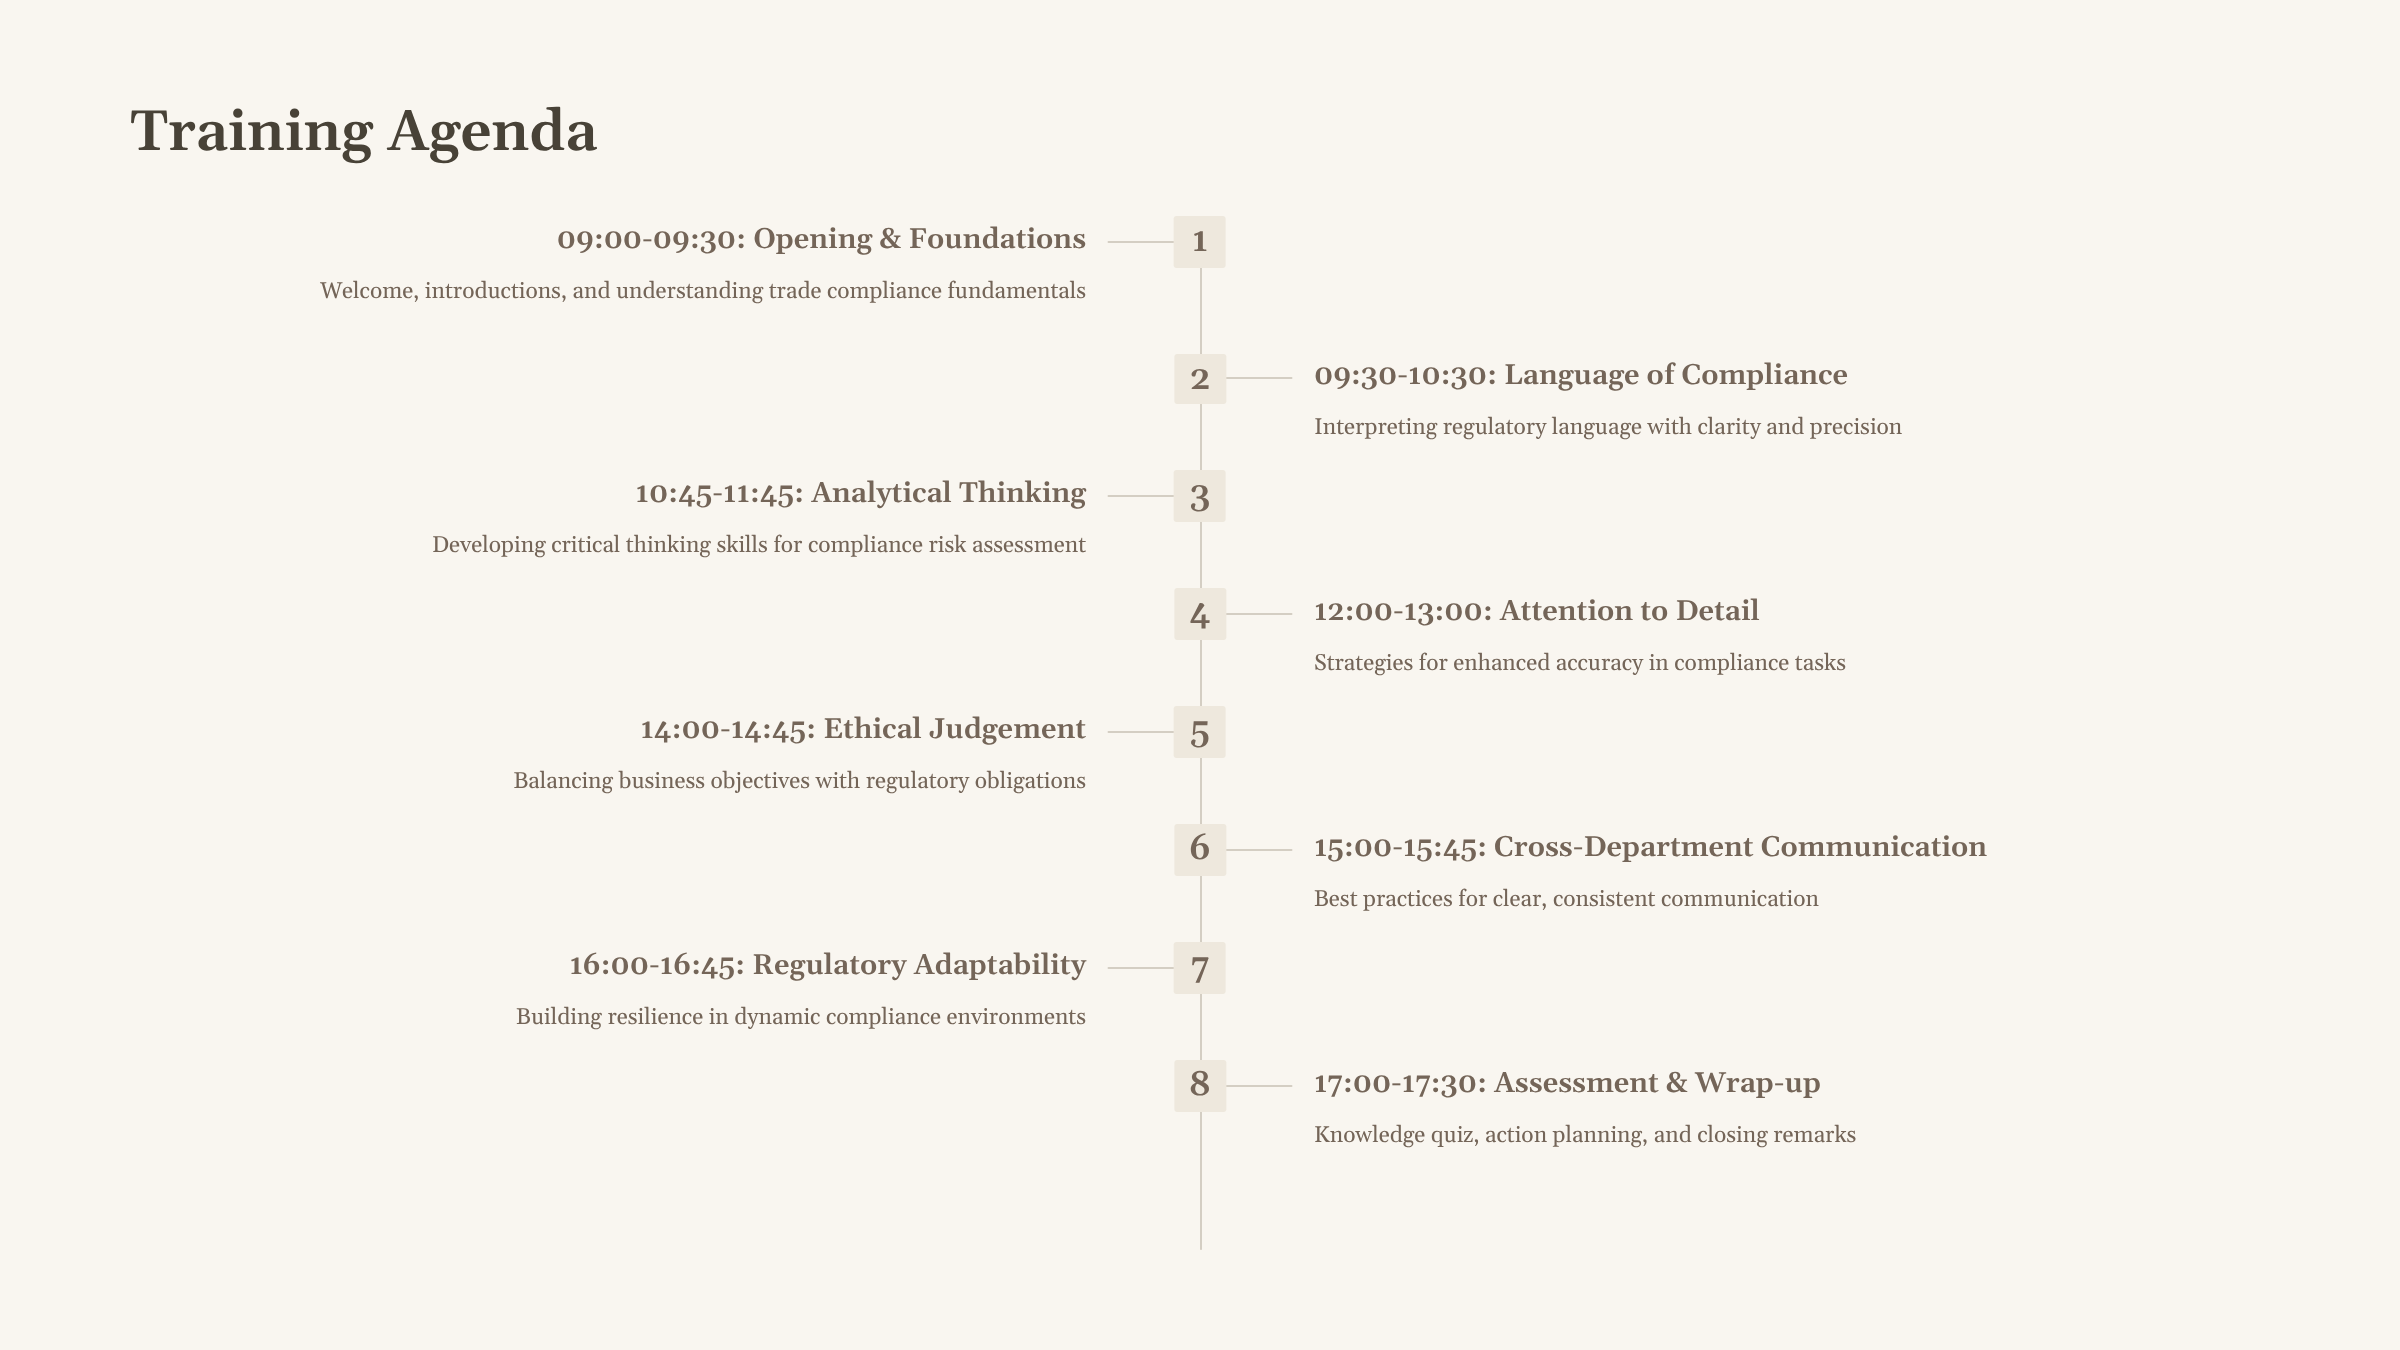 Training Agenda
09:00-09:30: Opening & Foundations
1
Welcome, introductions, and understanding trade compliance fundamentals
2
09:30-10:30: Language of Compliance
Interpreting regulatory language with clarity and precision
10:45-11:45: Analytical Thinking
3
Developing critical thinking skills for compliance risk assessment
4
12:00-13:00: Attention to Detail
Strategies for enhanced accuracy in compliance tasks
14:00-14:45: Ethical Judgement
5
Balancing business objectives with regulatory obligations
6
15:00-15:45: Cross-Department Communication
Best practices for clear, consistent communication
16:00-16:45: Regulatory Adaptability
7
Building resilience in dynamic compliance environments
8
17:00-17:30: Assessment & Wrap-up
Knowledge quiz, action planning, and closing remarks